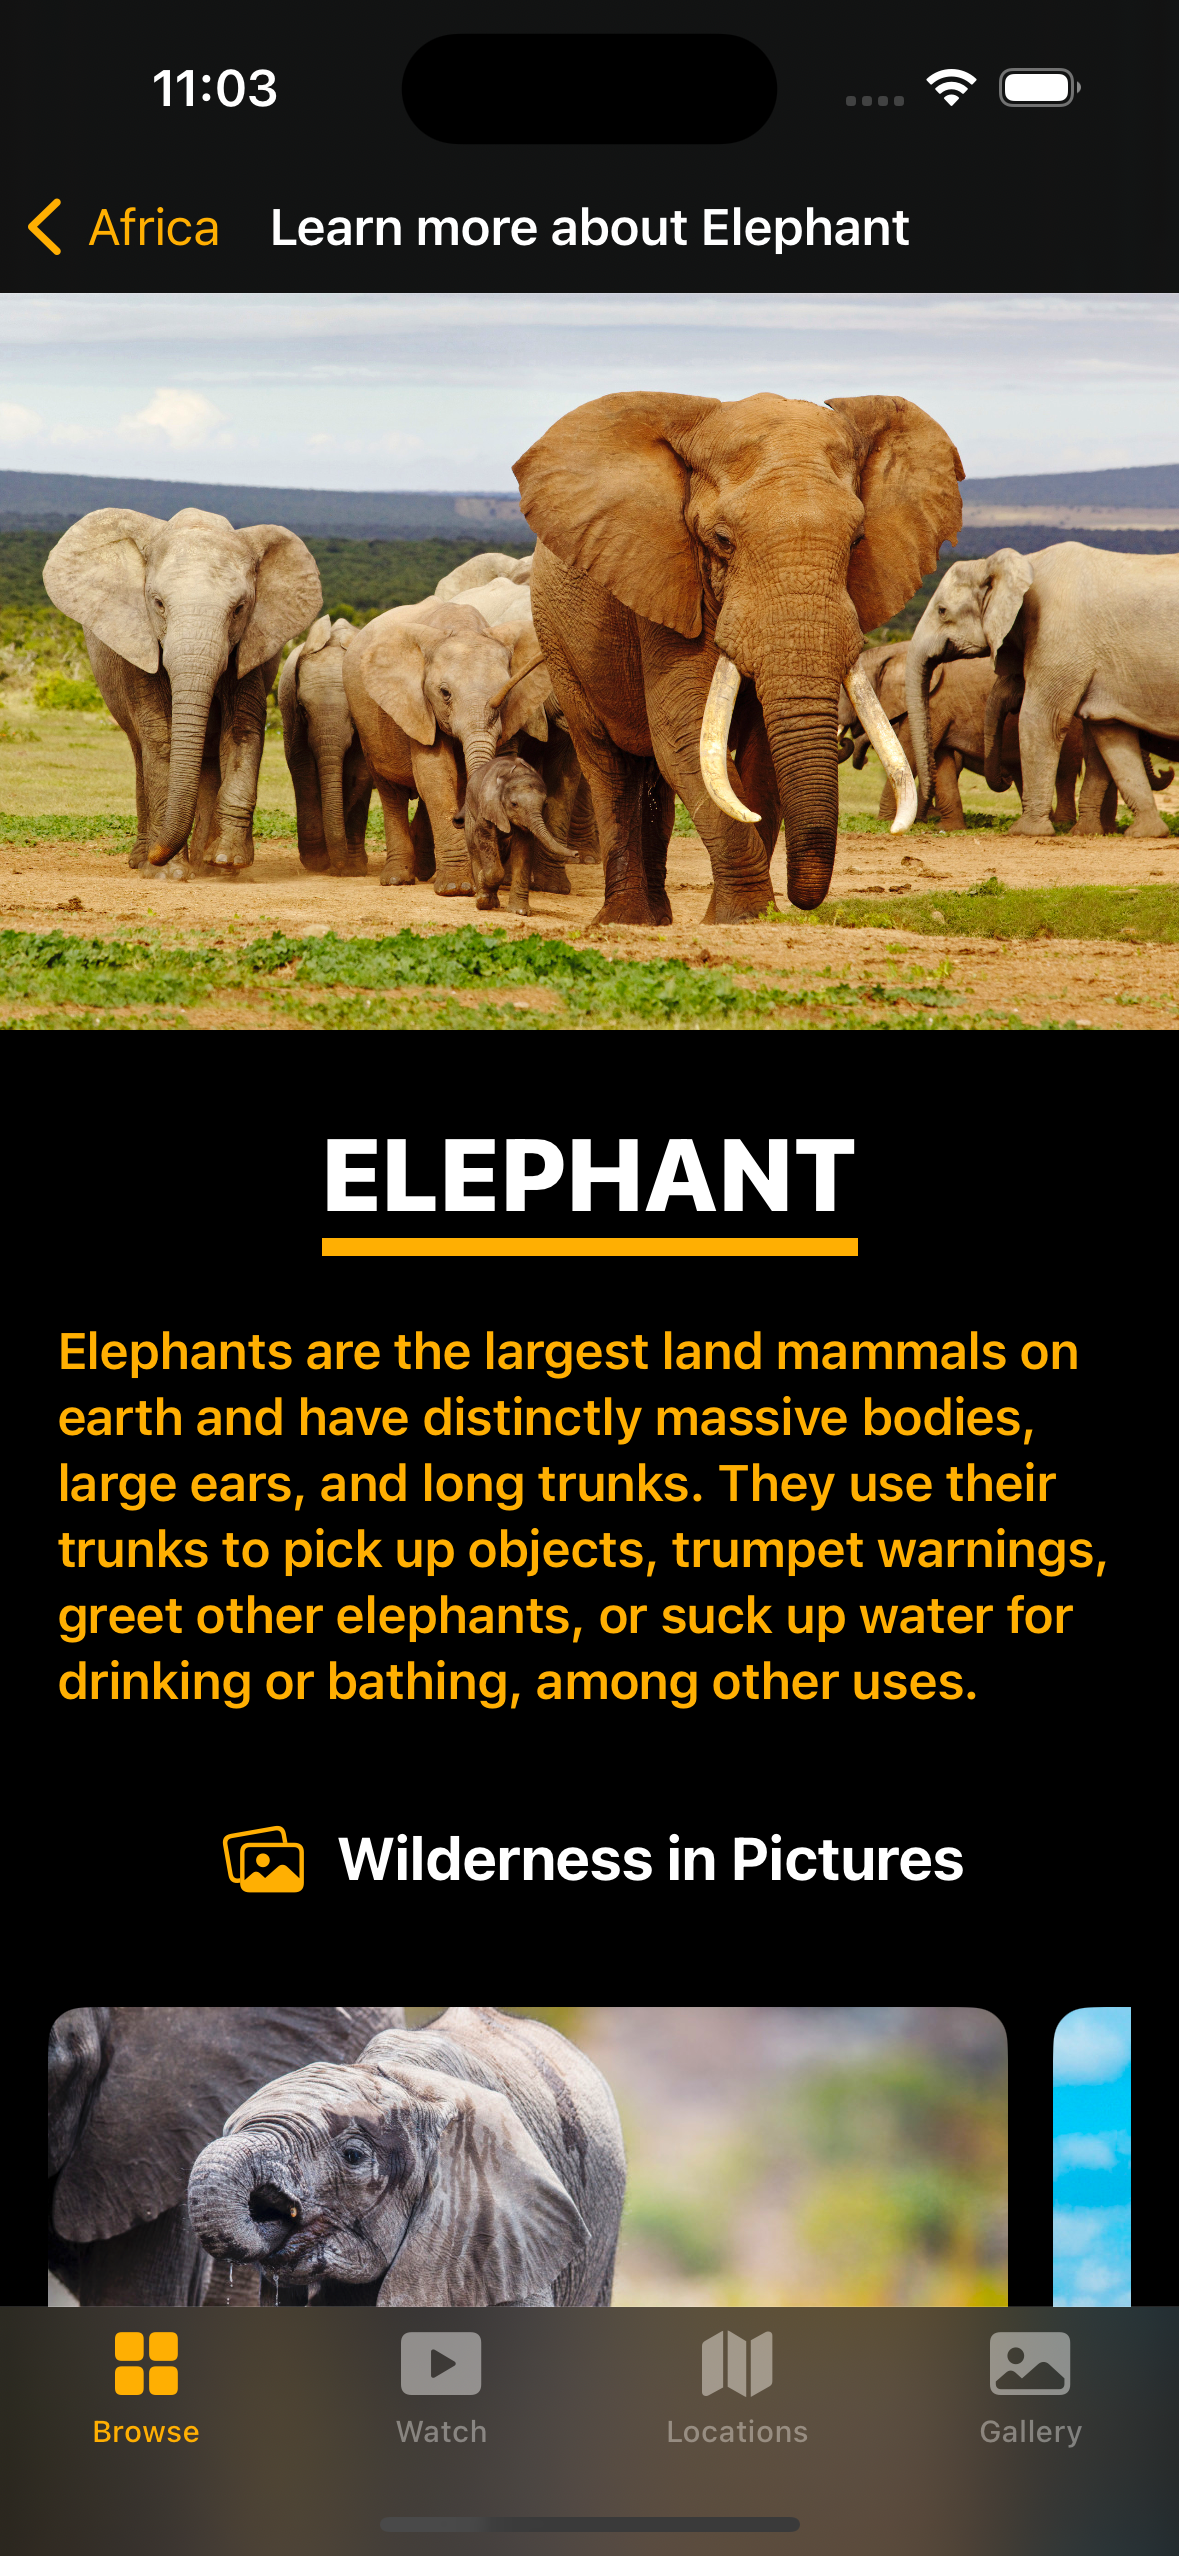 11:03
Africa
Learn more about Elephant
ELEPHANT
Elephants are the largest land mammals on
earth and have distinctly massive bodies,
large ears, and long trunks. They use their
trunks to pick up objects, trumpet warnings,
greet other elephants, or suck up water for
drinking or bathing, among other uses.
Wilderness in Pictures
Browse
Watch
Locations
Gallery